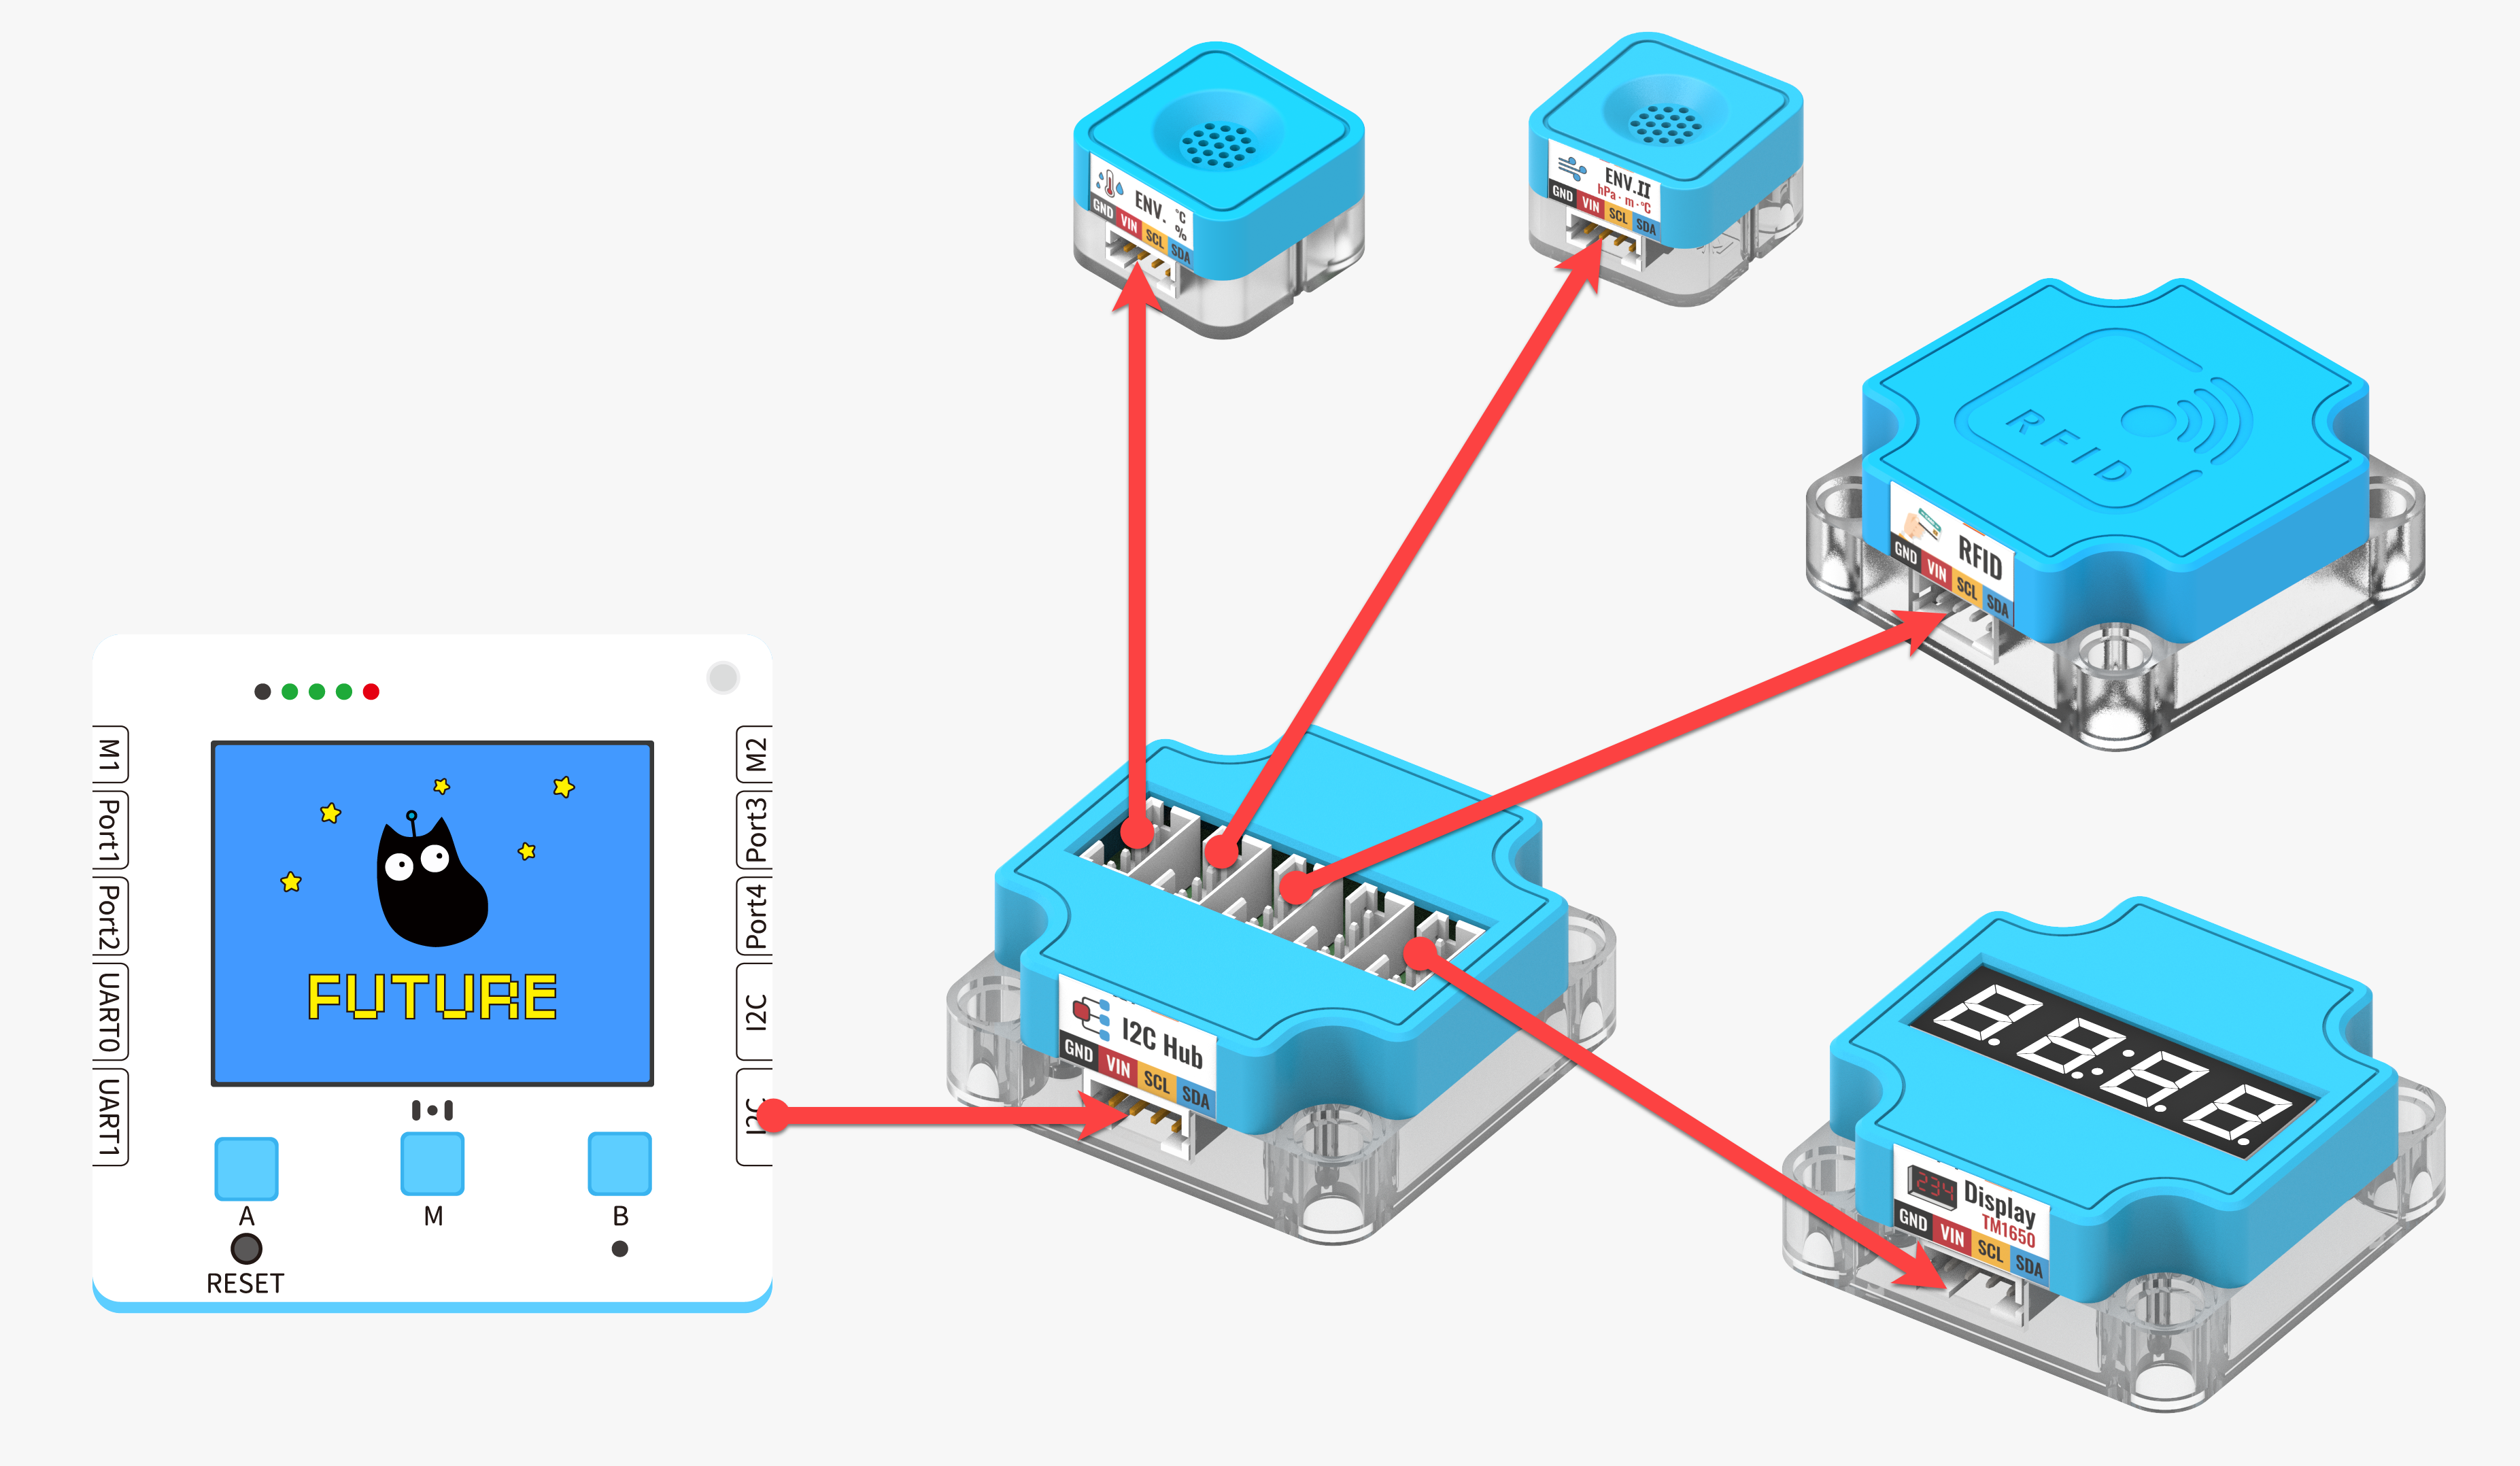 ENV. °C
%
GND VIN SCL SDA
ENV.II
hPa · m · °C
GND VIN SCL SDA
RFID
RFID
GND VIN SCL SDA
M1
Port1
Port2
UART0
UART1
M2
Port3
Port4
I2C
I2C
FUTURE
A
M
B
RESET
I2C Hub
GND VIN SCL SDA
8.8:8.8.
234
Display
TM1650
GND VIN SCL SDA